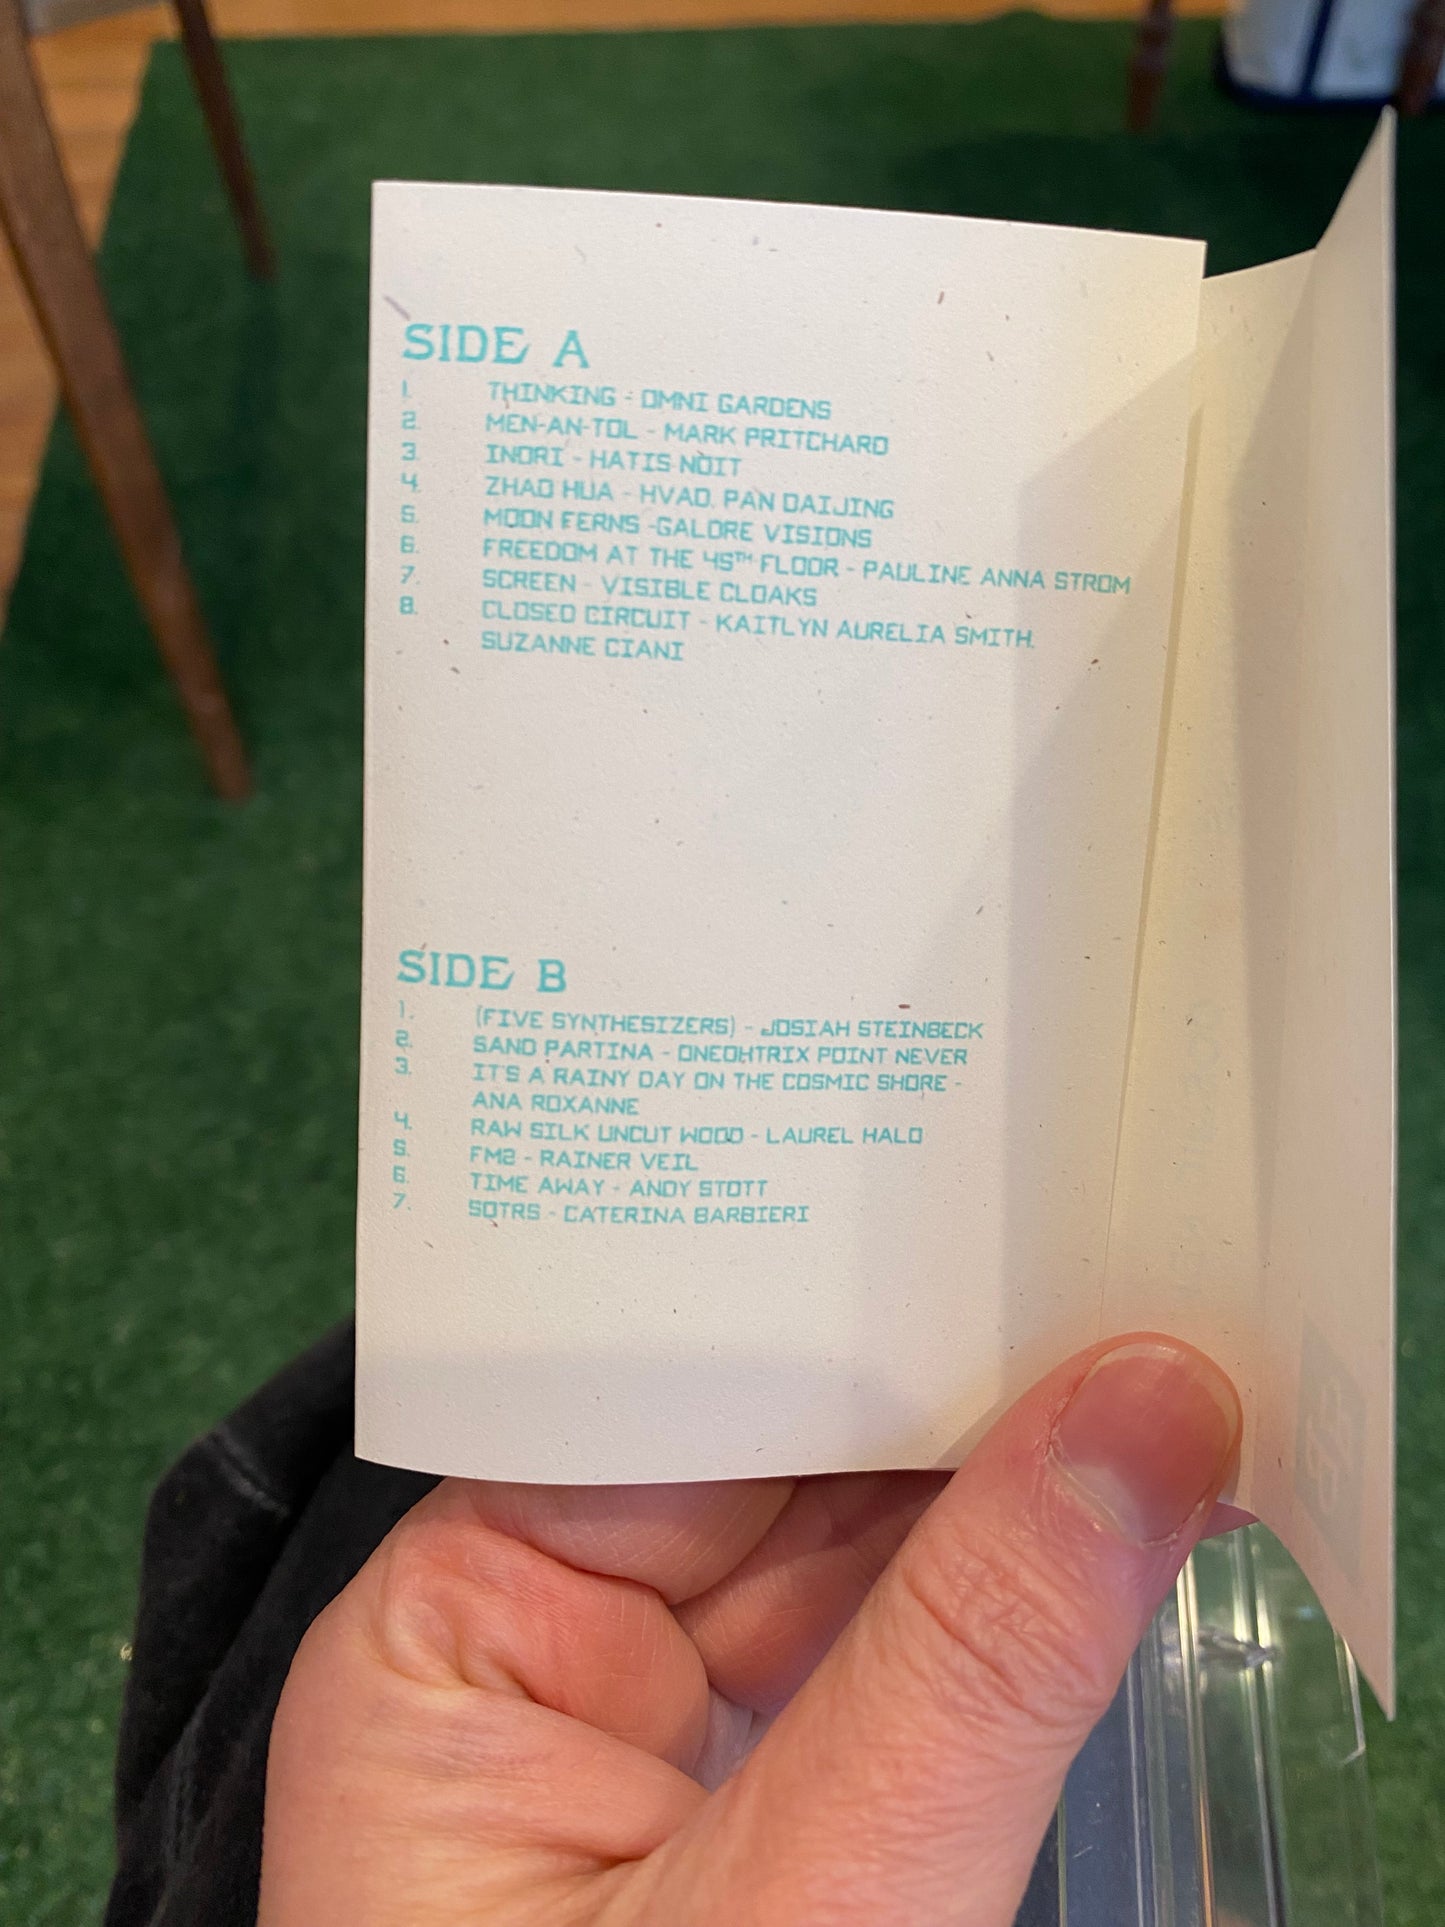 SIDE A
1. THINKING - OMNI GARDENS
2. MEN-AN-TOL - MARK PRITCHARD
3. INORI - HATIS NOIT
4. ZHAO HUA - HVAD, PAN DAIJING
5. MOON FERNS -GALORE VISIONS
6. FREEDOM AT THE 45TH FLOOR - PAULINE ANNA STROM
7. SCREEN - VISIBLE CLOAKS
8. CLOSED CIRCUIT - KAITLYN AURELIA SMITH,
SUZANNE CIANI
SIDE B
1. (FIVE SYNTHESIZERS) - JOSIAH STEINBECK
2. SAND PARTINA - ONEOHTRIX POINT NEVER
3. IT'S A RAINY DAY ON THE COSMIC SHORE -
ANA ROXANNE
4. RAW SILK UNCUT WOOD - LAUREL HALO
5. FM2 - RAINER VEIL
6. TIME AWAY - ANDY STOTT
7. SOTRS - CATERINA BARBIERI